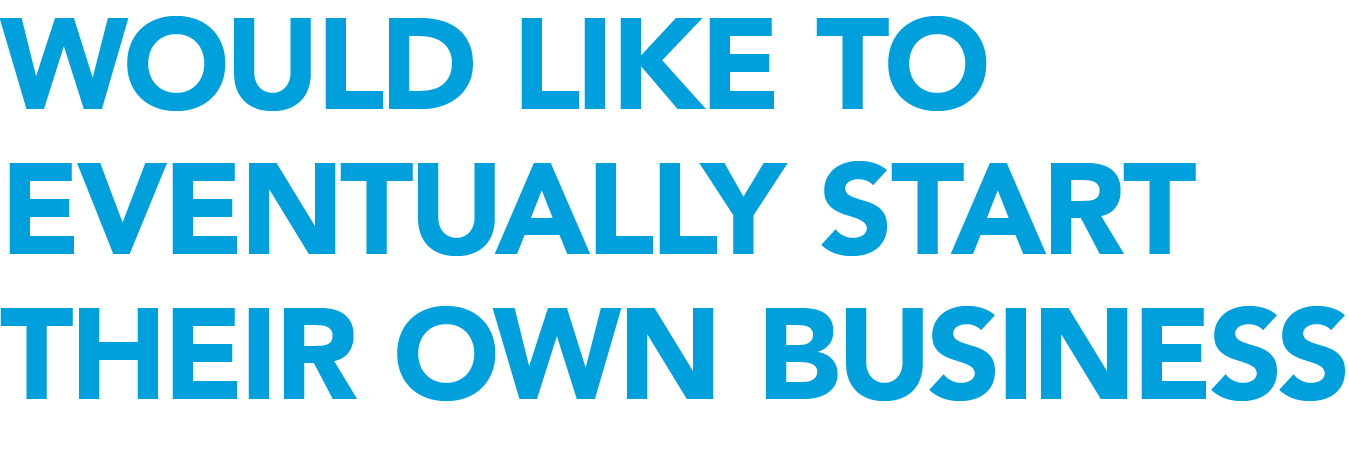 WOULD LIKE TO
EVENTUALLY START
THEIR OWN BUSINESS